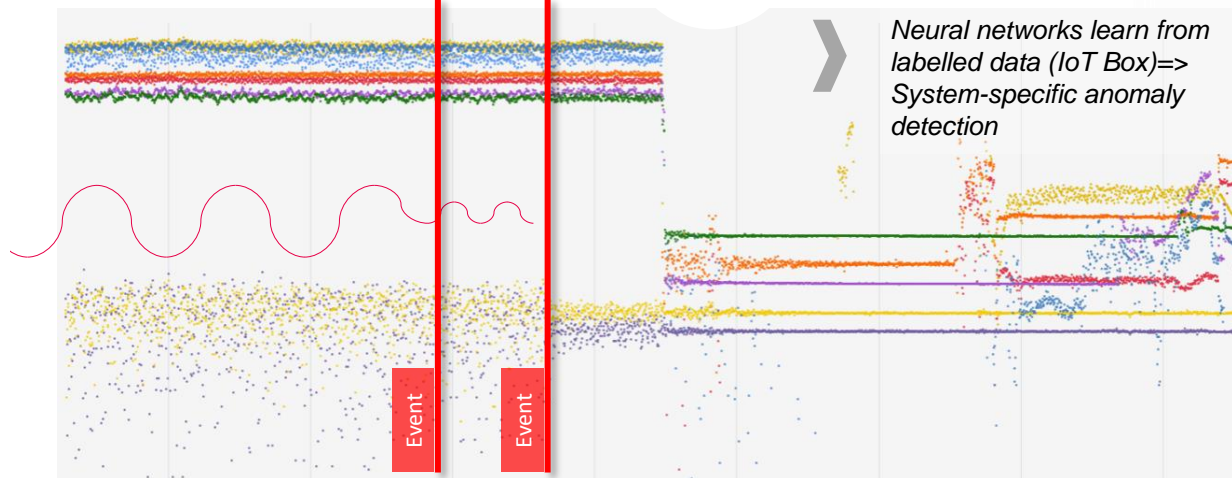 Neural networks learn from
labelled data (IoT Box)=>
System-specific anomaly
detection
Event
Event